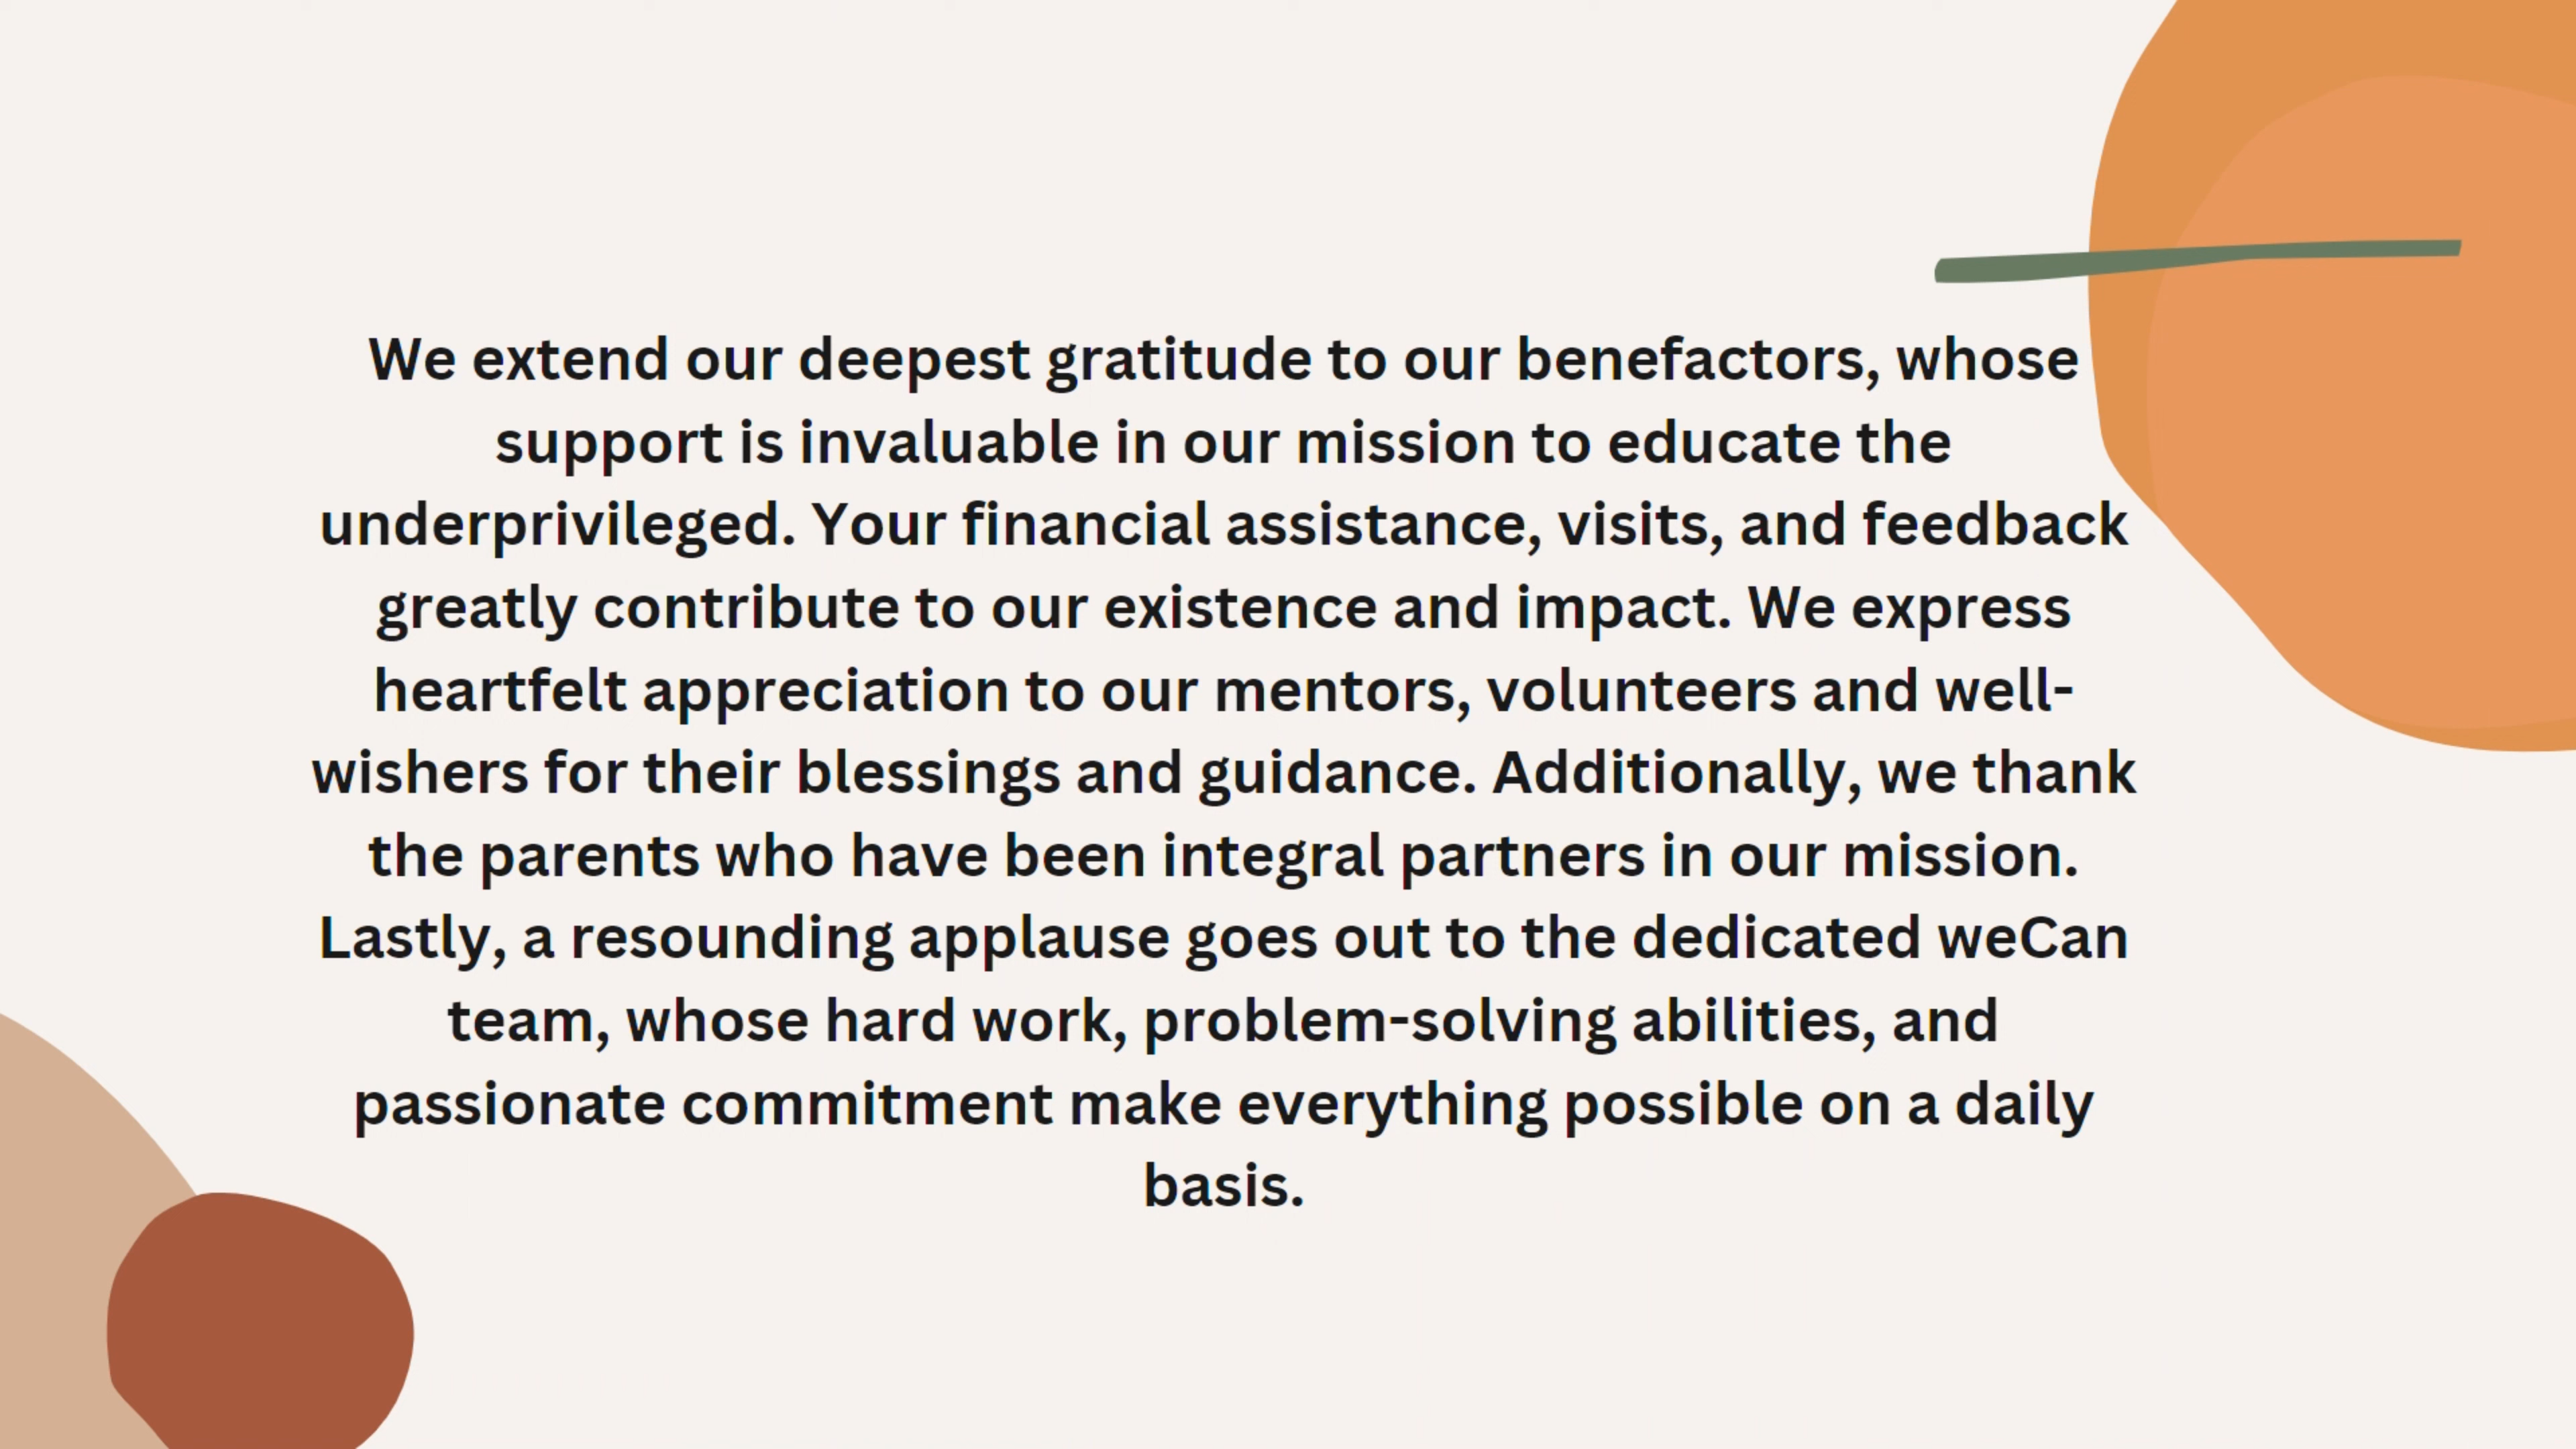 We extend our deepest gratitude to our benefactors, whose
support is invaluable in our mission to educate the
underprivileged. Your financial assistance, visits, and feedback
greatly contribute to our existence and impact. We express
heartfelt appreciation to our mentors, volunteers and well-
wishers for their blessings and guidance. Additionally, we thank
the parents who have been integral partners in our mission.
Lastly, a resounding applause goes out to the dedicated weCan
team, whose hard work, problem-solving abilities, and
passionate commitment make everything possible on a daily
basis.